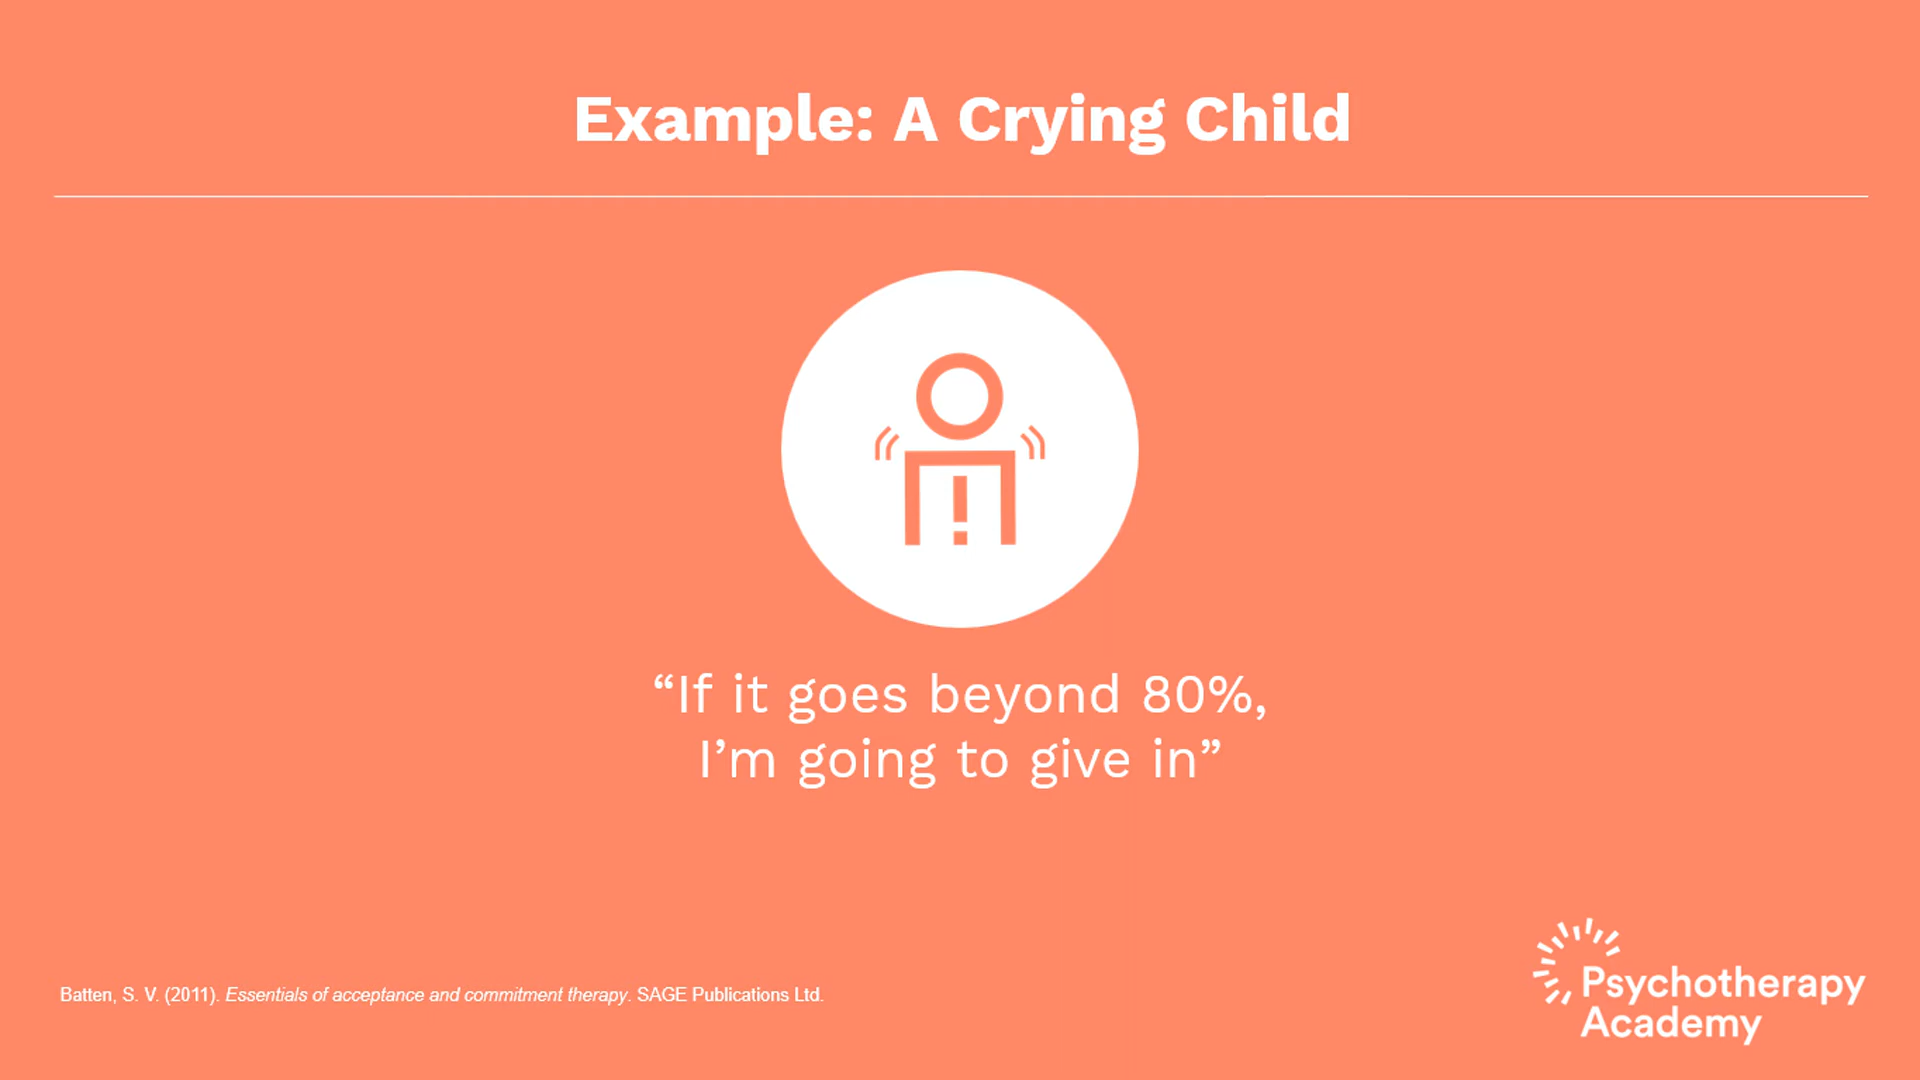 Example: A Crying Child
“If it goes beyond 80%,
I’m going to give in”
Batten, S. V. (2011). Essentials of acceptance and commitment therapy. SAGE Publications Ltd.
Psychotherapy
Academy